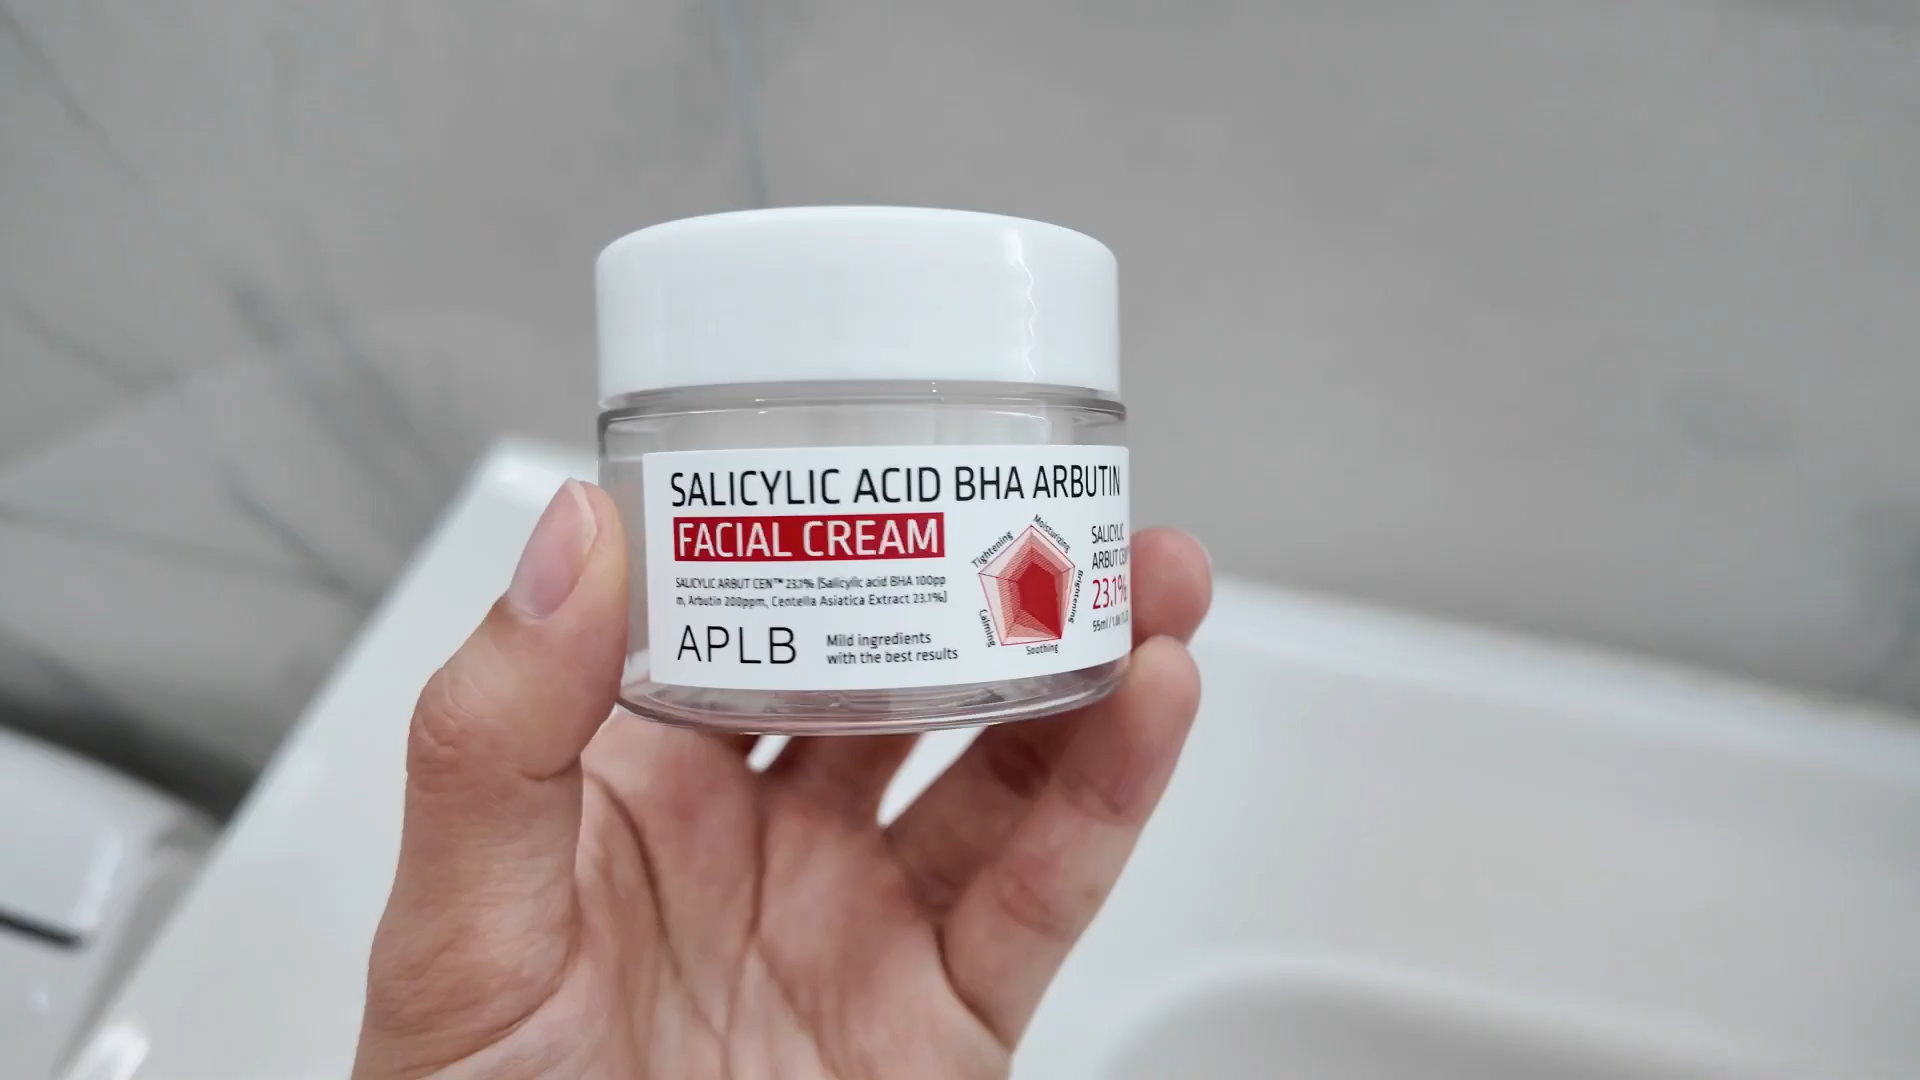 SALICYLIC ACID BHA ARBUTIN
FACIAL CREAM
SALICYLIC ARBUT CEN™ 23.1% [Salicylic acid BHA 100pp
m, Arbutin 200ppm, Centella Asiatica Extract 23.1%]
APLB
Mild ingredients
with the best results
Moisturizing
Tightening
Brightening
Calming
Soothing
SALICYLIC
ARBUT CEN
23.1%
55ml /